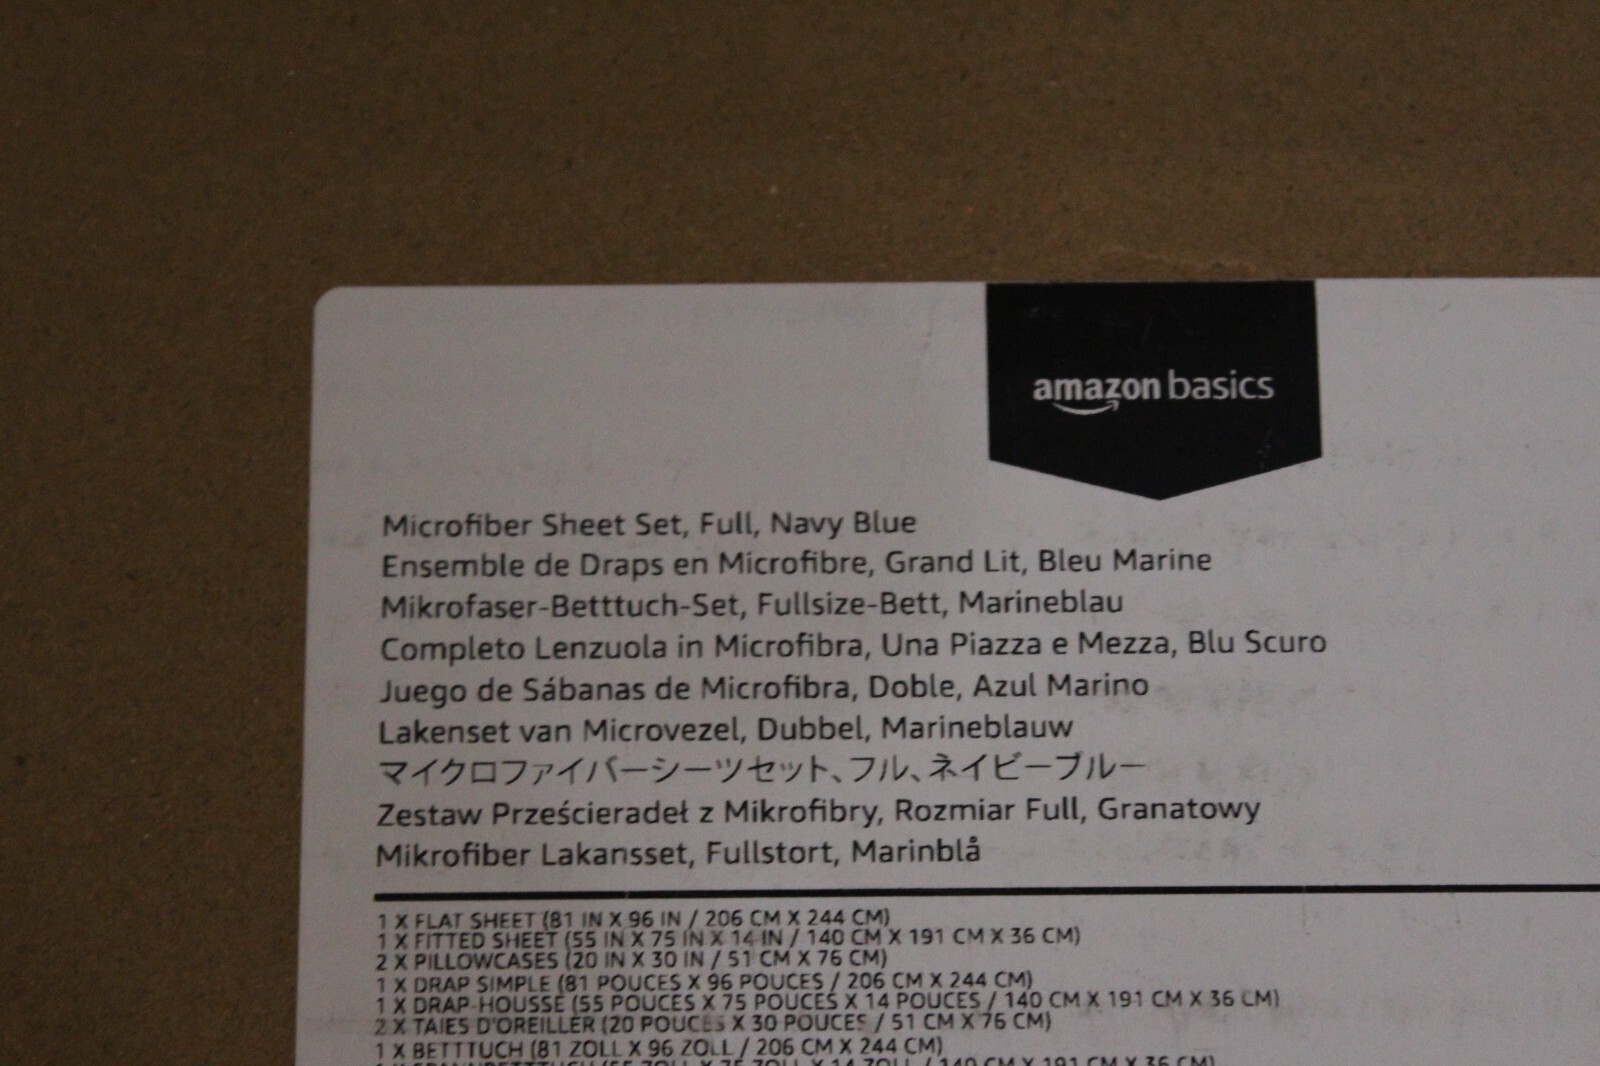 amazon basics
Microfiber Sheet Set, Full, Navy Blue
Ensemble de Draps en Microfibre, Grand Lit, Bleu Marine
Mikrofaser-Betttuch-Set, Fullsize-Bett, Marineblau
Completo Lenzuola in Microfibra, Una Piazza e Mezza, Blu Scuro
Juego de Sábanas de Microfibra, Doble, Azul Marino
Lakenset van Microvezel, Dubbel, Marineblauw
マイクロファイバーシーツセット、フル、ネイビーブルー
Zestaw Prześcieradeł z Mikrofibry, Rozmiar Full, Granatowy
Mikrofiber Lakansset, Fullstort, Marinblå
1 X FLAT SHEET (81 IN X 96 IN / 206 CM X 244 CM)
1 X FITTED SHEET (55 IN X 75 IN X 14 IN / 140 CM X 191 CM X 36 CM)
2 X PILLOWCASES (20 IN X 30 IN / 51 CM X 76 CM)
1 X DRAP SIMPLE (81 POUCES X 96 POUCES / 206 CM X 244 CM)
1 X DRAP-HOUSSE (55 POUCES X 75 POUCES X 14 POUCES / 140 CM X 191 CM X 36 CM)
2 X TAIES D'OREILLER (20 POUCES X 30 POUCES / 51 CM X 76 CM)
1 X BETTTUCH (81 ZOLL X 96 ZOLL / 206 CM X 244 CM)